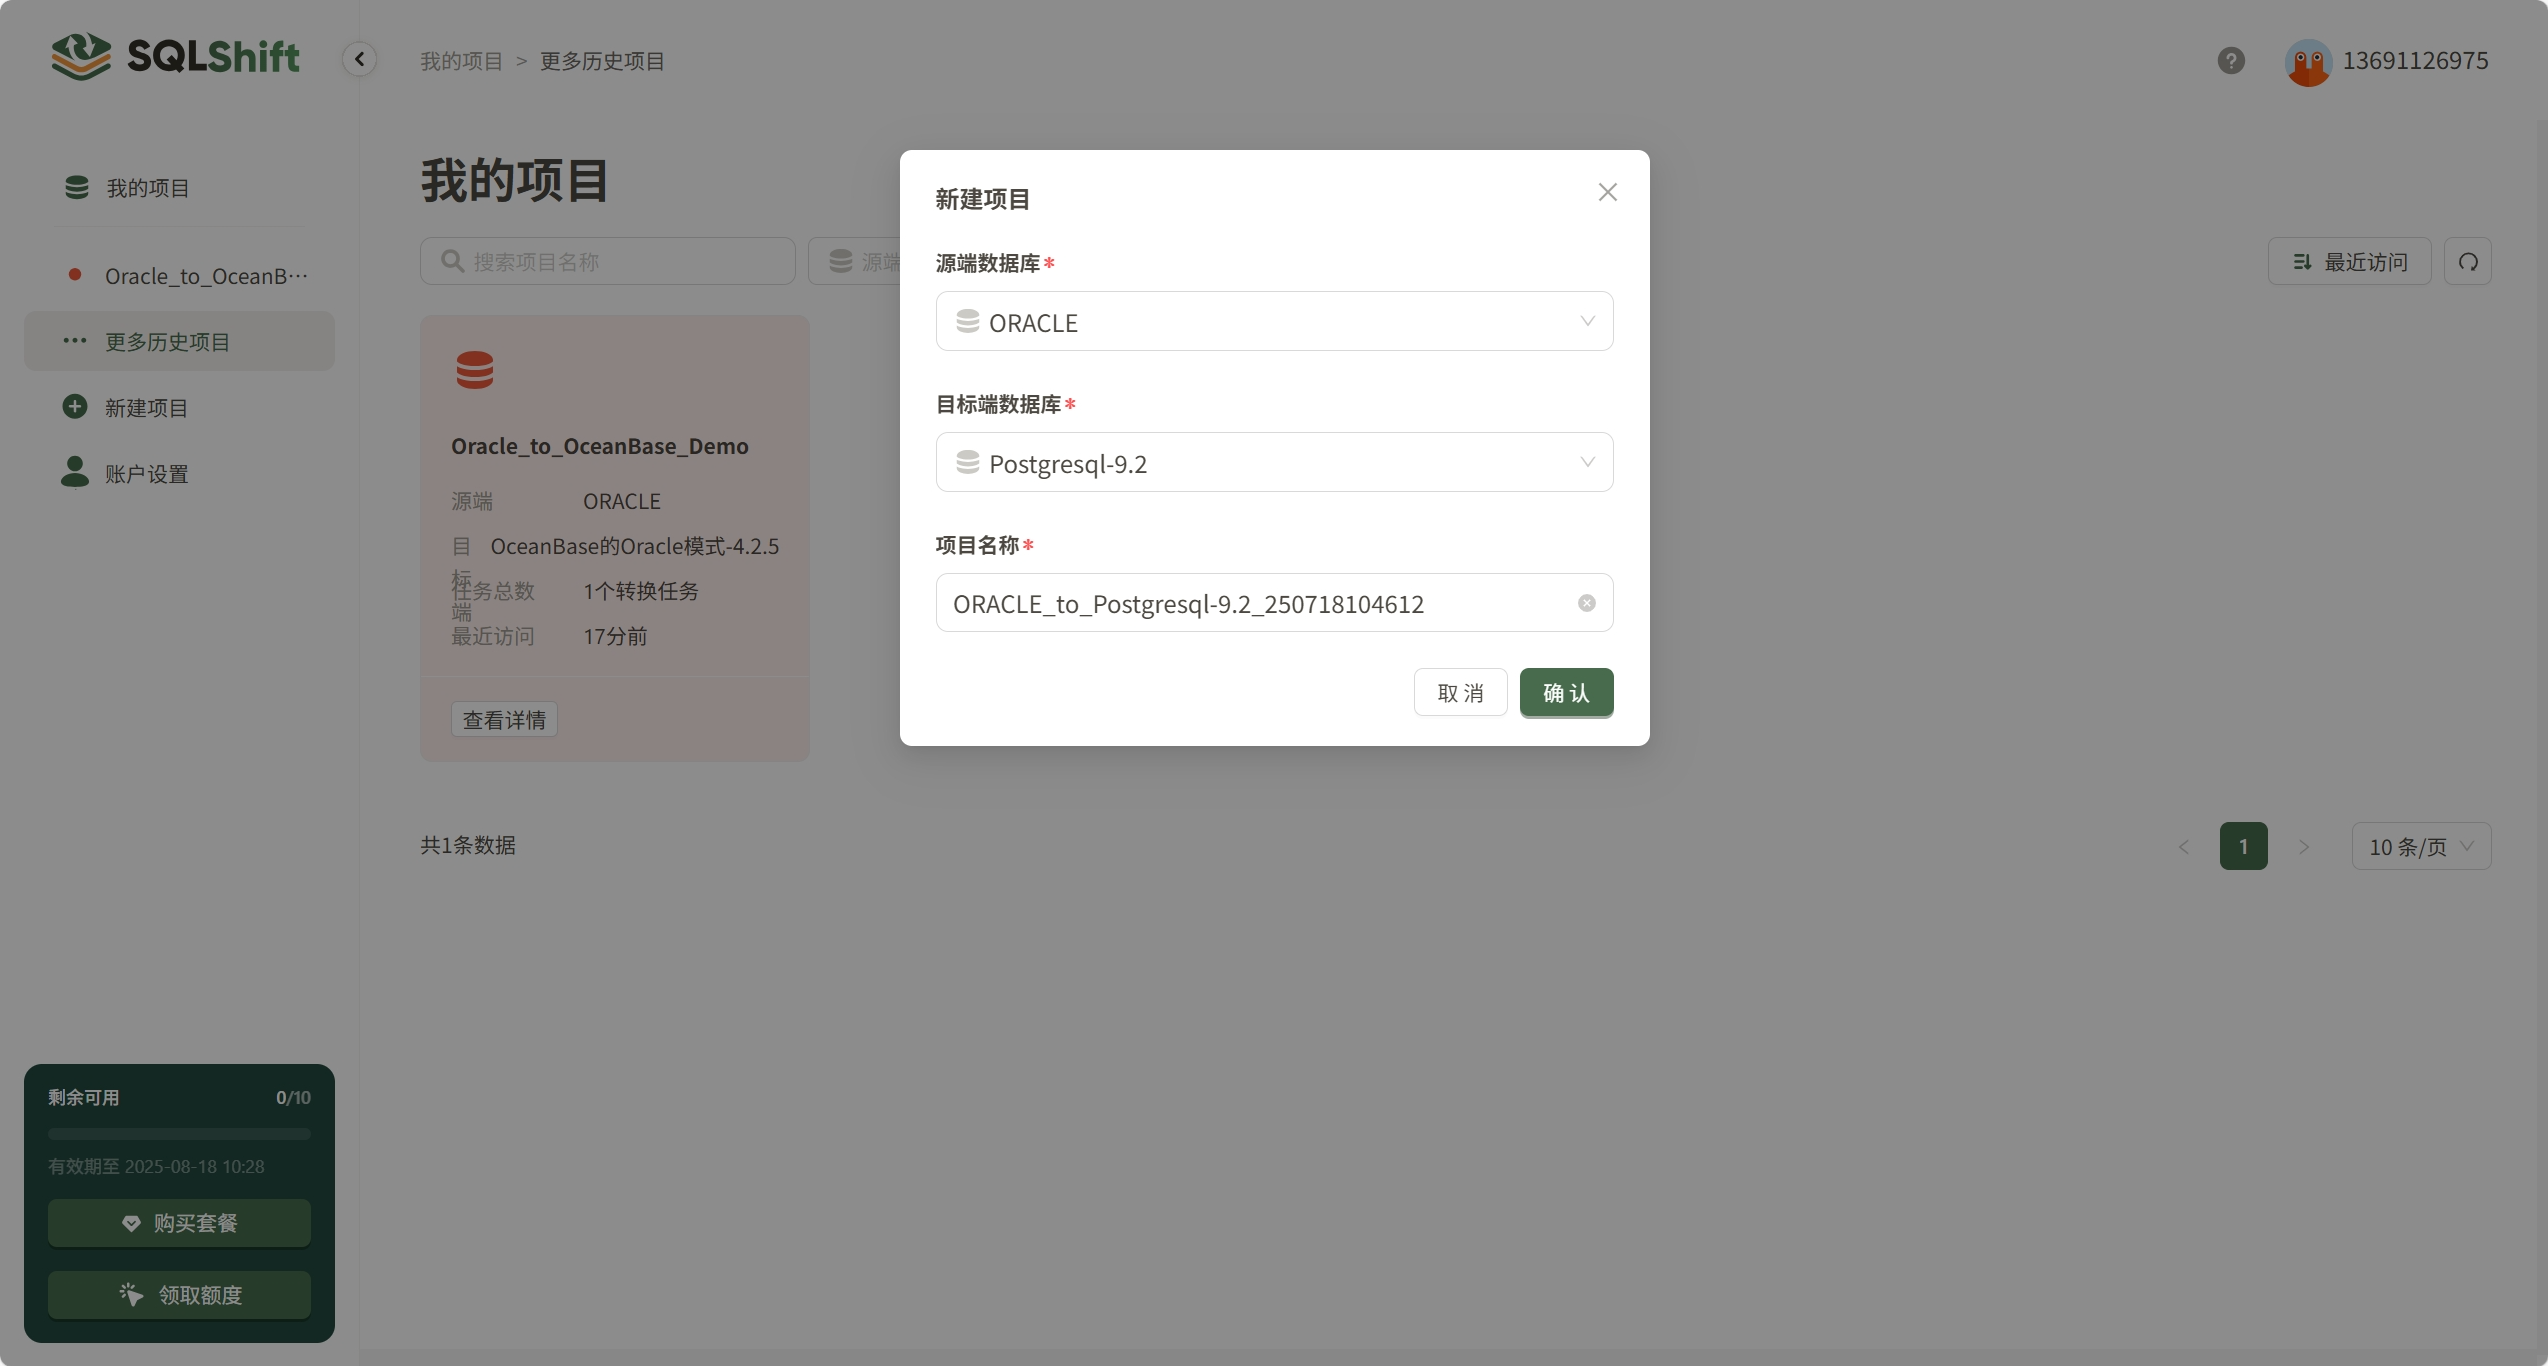 SQLShift
我的项目 > 更多历史项目
13691126975
我的项目
Oracle_to_OceanB···
更多历史项目
新建项目
账户设置
剩余可用
0/10
有效期至 2025-08-18 10:28
购买套餐
领取额度
我的项目
搜索项目名称
源端
最近访问
Oracle_to_OceanBase_Demo
源端
ORACLE
目标端
OceanBase的Oracle模式-4.2.5
任务总数
1个转换任务
最近访问
17分前
查看详情
共1条数据
1
10 条/页
新建项目
源端数据库*
ORACLE
目标端数据库*
Postgresql-9.2
项目名称*
ORACLE_to_Postgresql-9.2_250718104612
取 消
确 认